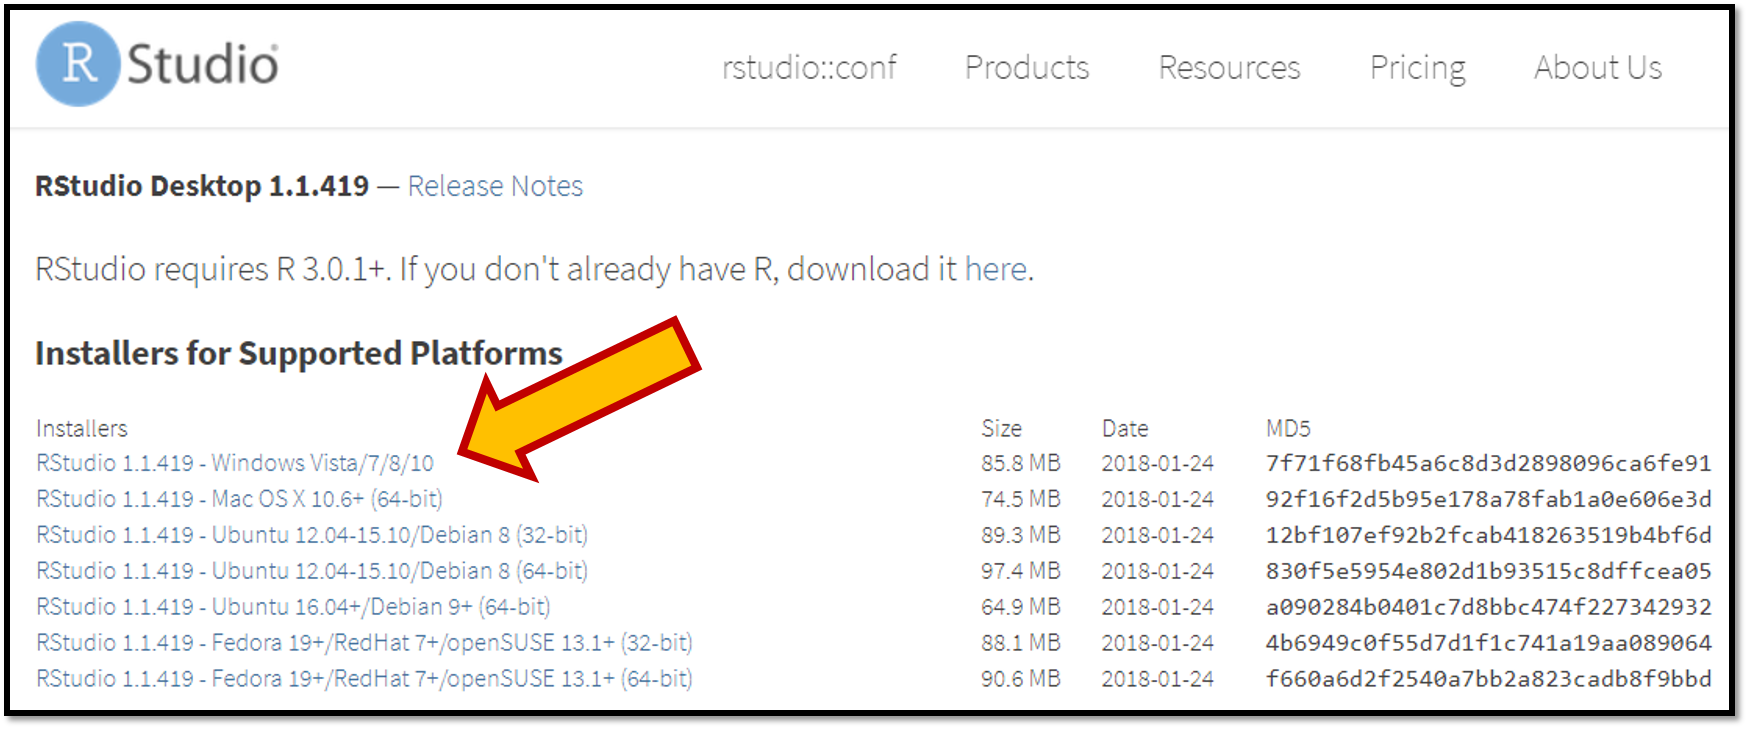 R Studio®
rstudio::conf Products Resources Pricing About Us
RStudio Desktop 1.1.419 — Release Notes
RStudio requires R 3.0.1+. If you don't already have R, download it here.
Installers for Supported Platforms
Installers Size Date MD5
RStudio 1.1.419 - Windows Vista/7/8/10 85.8 MB 2018-01-24 7f71f68fb45a6c8d3d2898096ca6fe91
RStudio 1.1.419 - Mac OS X 10.6+ (64-bit) 74.5 MB 2018-01-24 92f16f2d5b95e178a78fab1a0e606e3d
RStudio 1.1.419 - Ubuntu 12.04-15.10/Debian 8 (32-bit) 89.3 MB 2018-01-24 12bf107ef92b2fcab418263519b4bf6d
RStudio 1.1.419 - Ubuntu 12.04-15.10/Debian 8 (64-bit) 97.4 MB 2018-01-24 830f5e5954e802d1b93515c8dffcea05
RStudio 1.1.419 - Ubuntu 16.04+/Debian 9+ (64-bit) 64.9 MB 2018-01-24 a090284b0401c7d8bbc474f227342932
RStudio 1.1.419 - Fedora 19+/RedHat 7+/openSUSE 13.1+ (32-bit) 88.1 MB 2018-01-24 4b6949c0f55d7d1f1c741a19aa089064
RStudio 1.1.419 - Fedora 19+/RedHat 7+/openSUSE 13.1+ (64-bit) 90.6 MB 2018-01-24 f660a6d2f2540a7bb2a823cadb8f9bbd